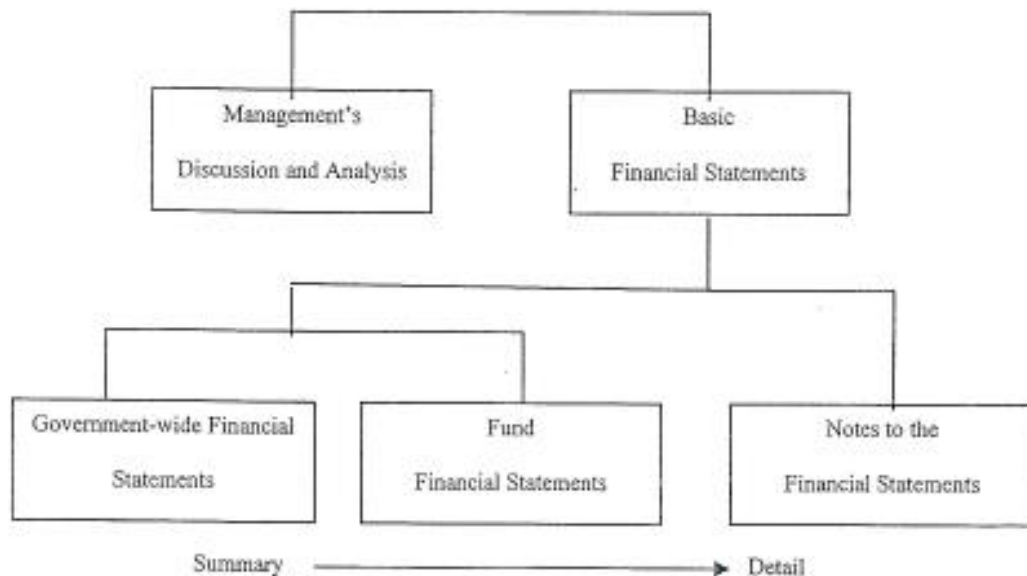 Management's
Discussion and Analysis
Basic
Financial Statements
Government-wide Financial
Statements
Fund
Financial Statements
Notes to the
Financial Statements
Summary
Detail